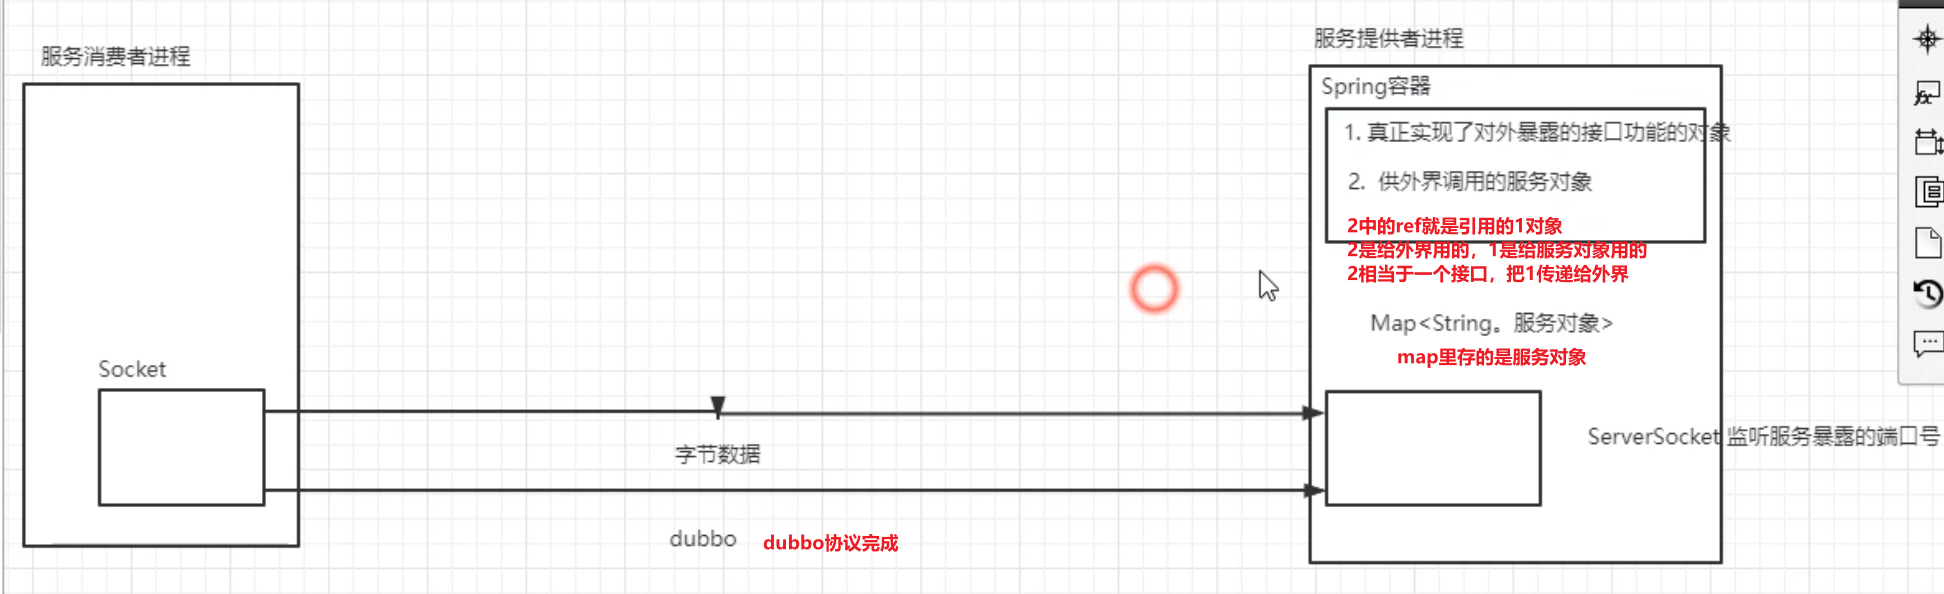 服务消费者进程
Socket
字节数据
dubbo
dubbo协议完成
服务提供者进程
Spring容器
1. 真正实现了对外暴露的接口功能的对象
2. 供外界调用的服务对象
2中的ref就是引用的1对象
2是给外界用的，1是给服务对象用的
2相当于一个接口，把1传递给外界
Map<String。服务对象>
map里存的是服务对象
ServerSocket 监听服务暴露的端口号
fx